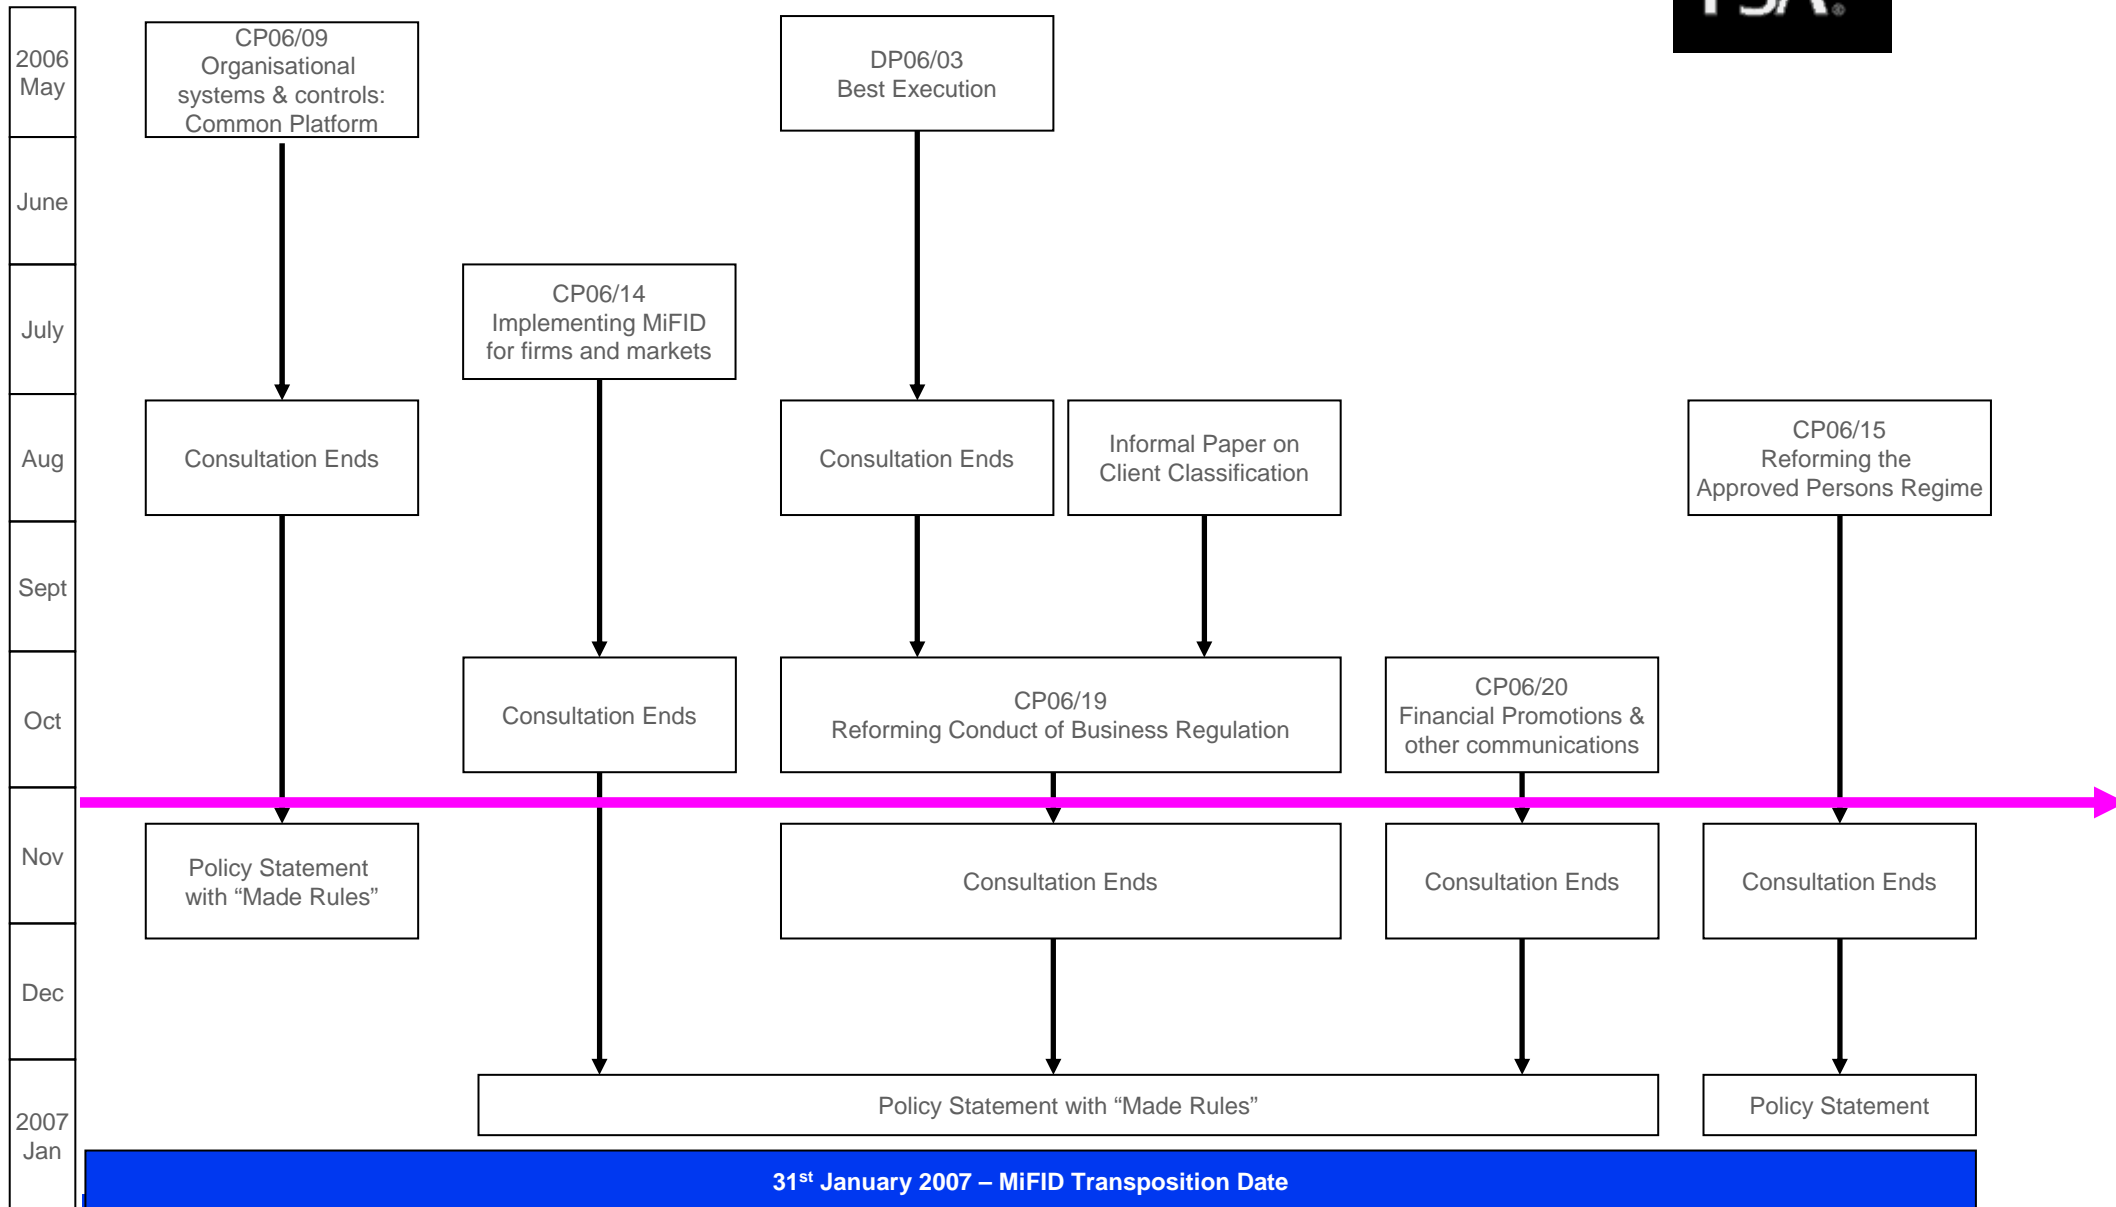 FSA
2006
May
CP06/09
Organisational
systems & controls:
Common Platform
DP06/03
Best Execution
June
July
CP06/14
Implementing MiFID
for firms and markets
Aug
Consultation Ends
Consultation Ends
Informal Paper on
Client Classification
CP06/15
Reforming the
Approved Persons Regime
Sept
Oct
Consultation Ends
CP06/19
Reforming Conduct of Business Regulation
CP06/20
Financial Promotions &
other communications
Nov
Policy Statement
with “Made Rules”
Consultation Ends
Consultation Ends
Consultation Ends
Dec
2007
Jan
Policy Statement with “Made Rules”
Policy Statement
31st January 2007 – MiFID Transposition Date